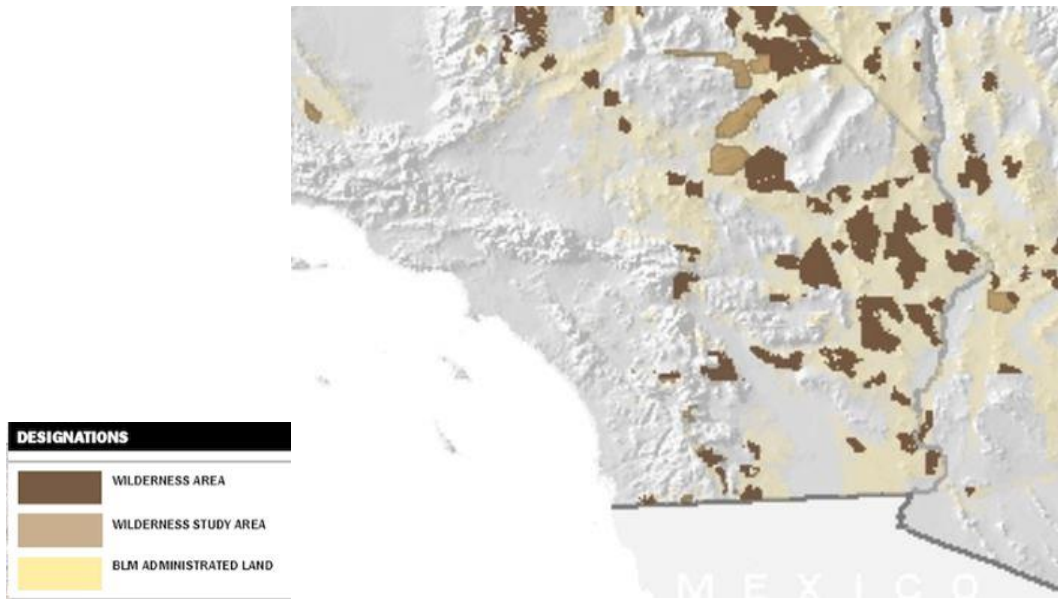 DESIGNATIONS
WILDERNESS AREA
WILDERNESS STUDY AREA
BLM ADMINISTRATED LAND
MEXICO